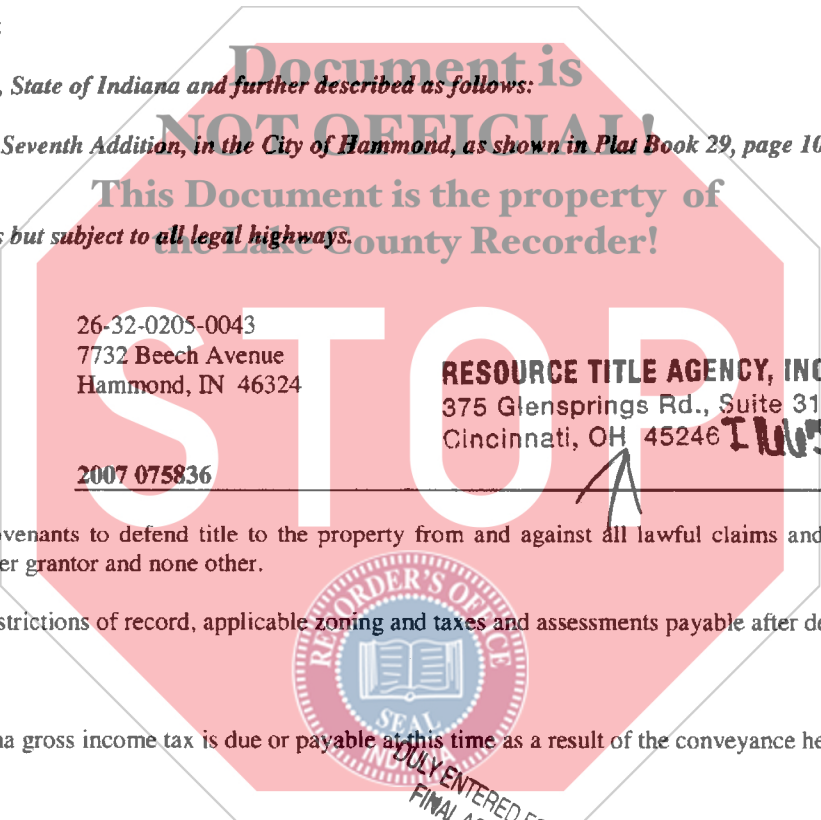 Document is
, State of Indiana and further described as follows:
NOT OFFICIAL!
Seventh Addition, in the City of Hammond, as shown in Plat Book 29, page 10
This Document is the property of
s but subject to all legal highways.
the Lake County Recorder!
STOP
26-32-0205-0043
7732 Beech Avenue
Hammond, IN 46324
RESOURCE TITLE AGENCY, INC
375 Glensprings Rd., Suite 31
Cincinnati, OH 45246
2007 075836
venants to defend title to the property from and against all lawful claims and
er grantor and none other.
RECORDER'S OFFICE
strictions of record, applicable zoning and taxes and assessments payable after de
SEAL
na gross income tax is due or payable at this time as a result of the conveyance he
INDIANA
DULY ENTERED FO
FINAL AC